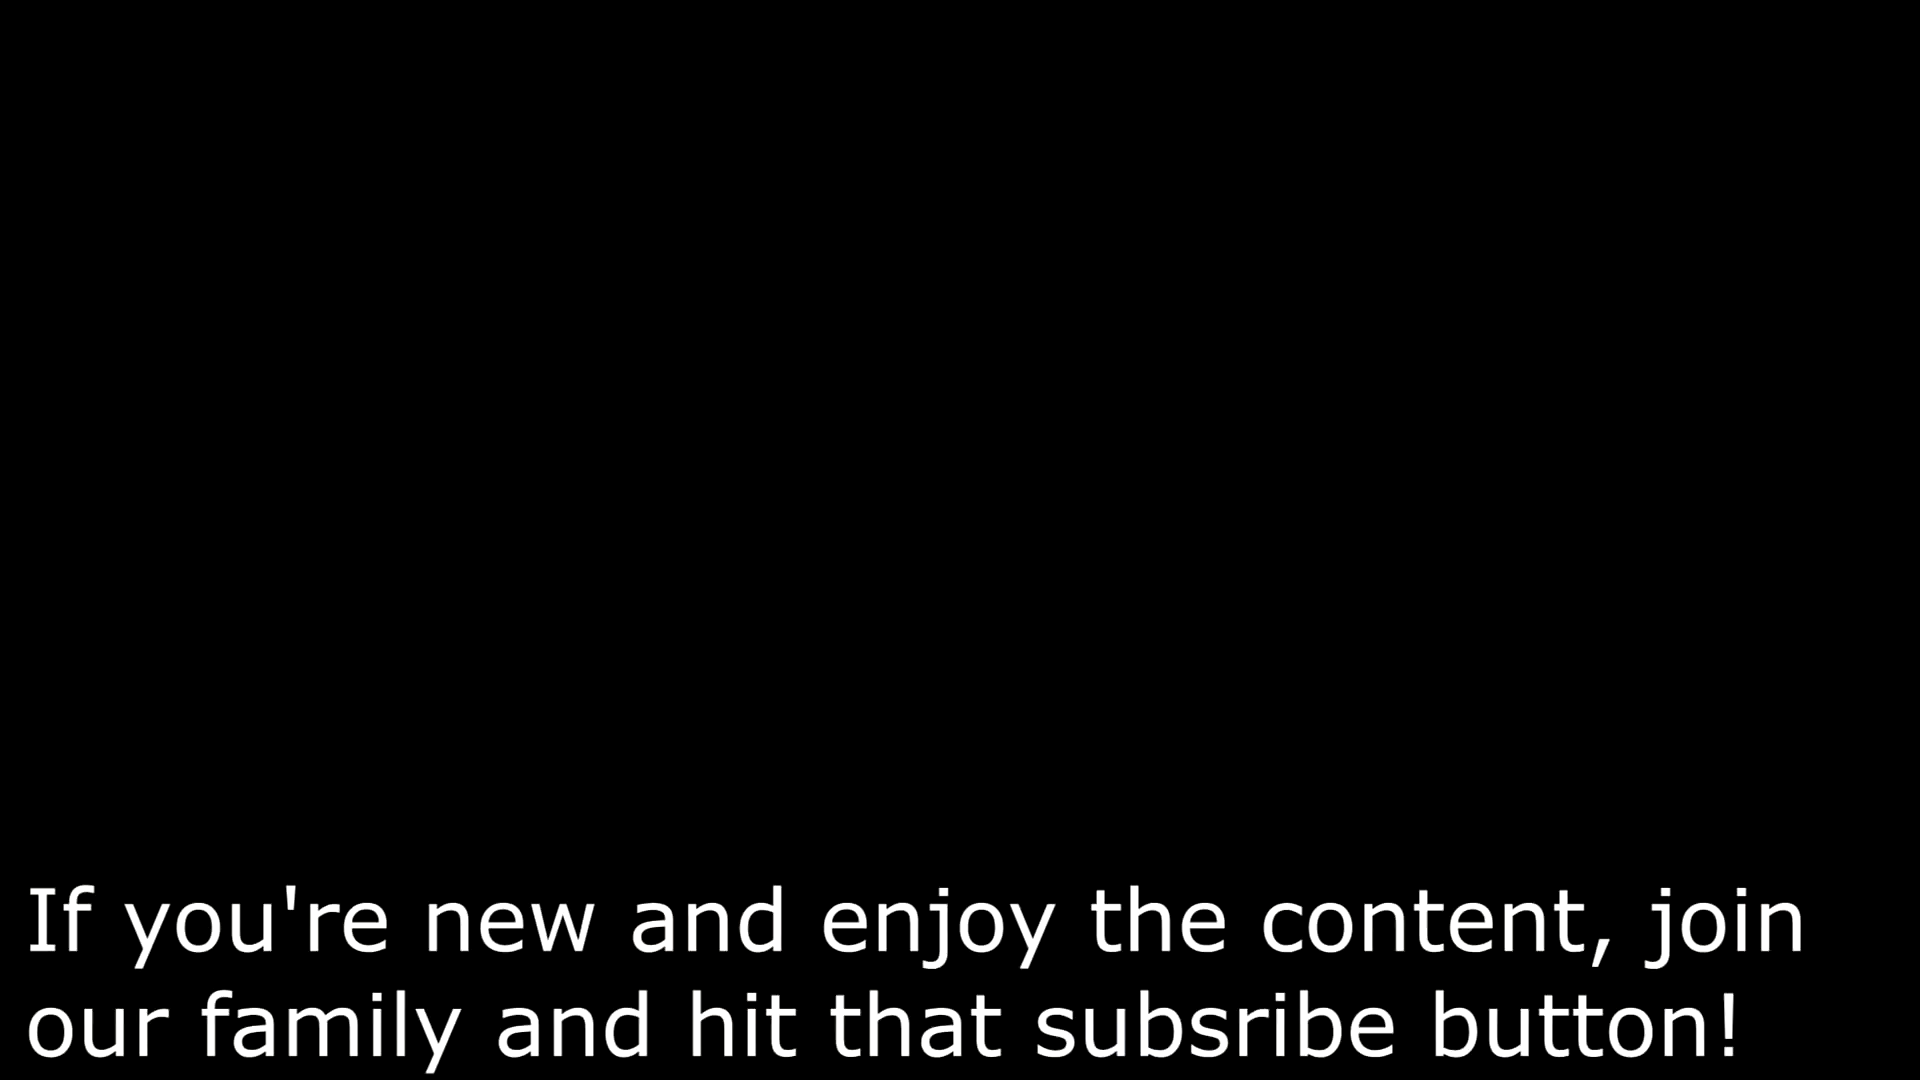 If you're new and enjoy the content, join
our family and hit that subsribe button!